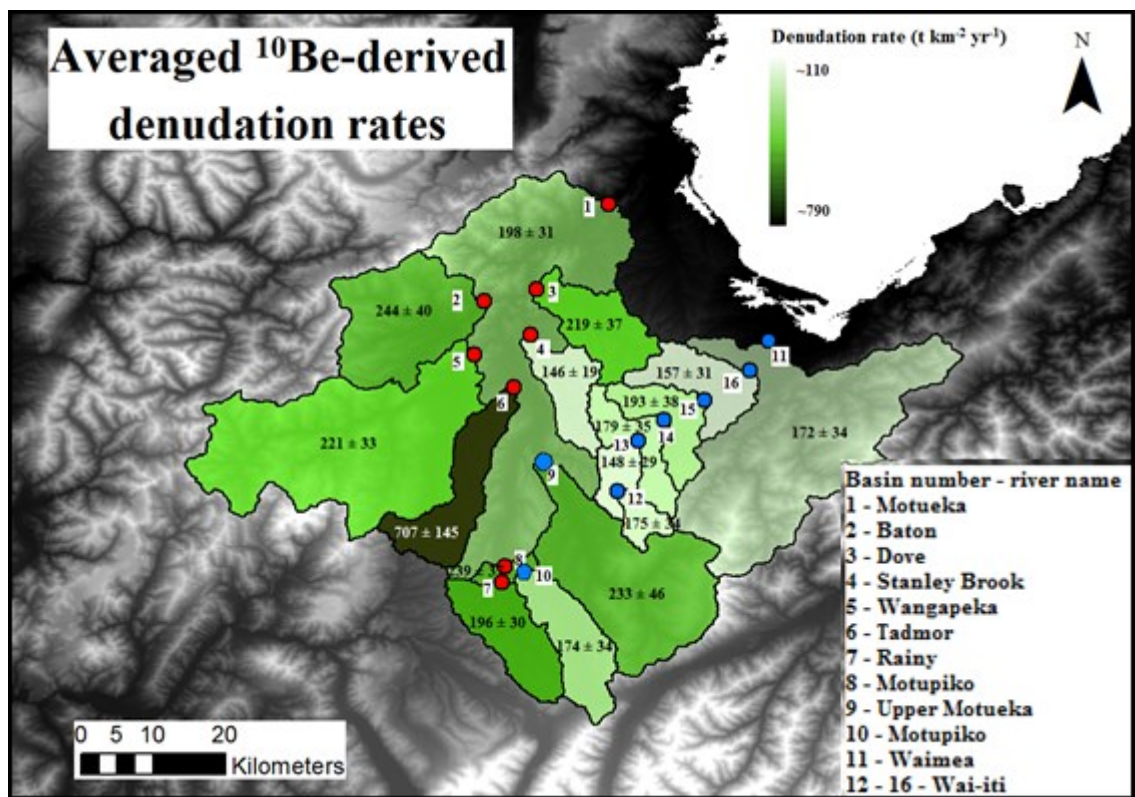 Averaged ¹⁰Be-derived
denudation rates
Denudation rate (t km⁻² yr⁻¹)
~110
~790
N
1
198 ± 31
2
3
244 ± 40
219 ± 37
4
5
11
146 ± 19
157 ± 31
16
6
193 ± 38
15
179 ± 35
14
221 ± 33
13
172 ± 34
148 ± 29
9
12
175 ± 34
707 ± 145
8
10
7
233 ± 46
196 ± 30
174 ± 34
Basin number - river name
1 - Motueka
2 - Baton
3 - Dove
4 - Stanley Brook
5 - Wangapeka
6 - Tadmor
7 - Rainy
8 - Motupiko
9 - Upper Motueka
10 - Motupiko
11 - Waimea
12 - 16 - Wai-iti
0 5 10 20
Kilometers